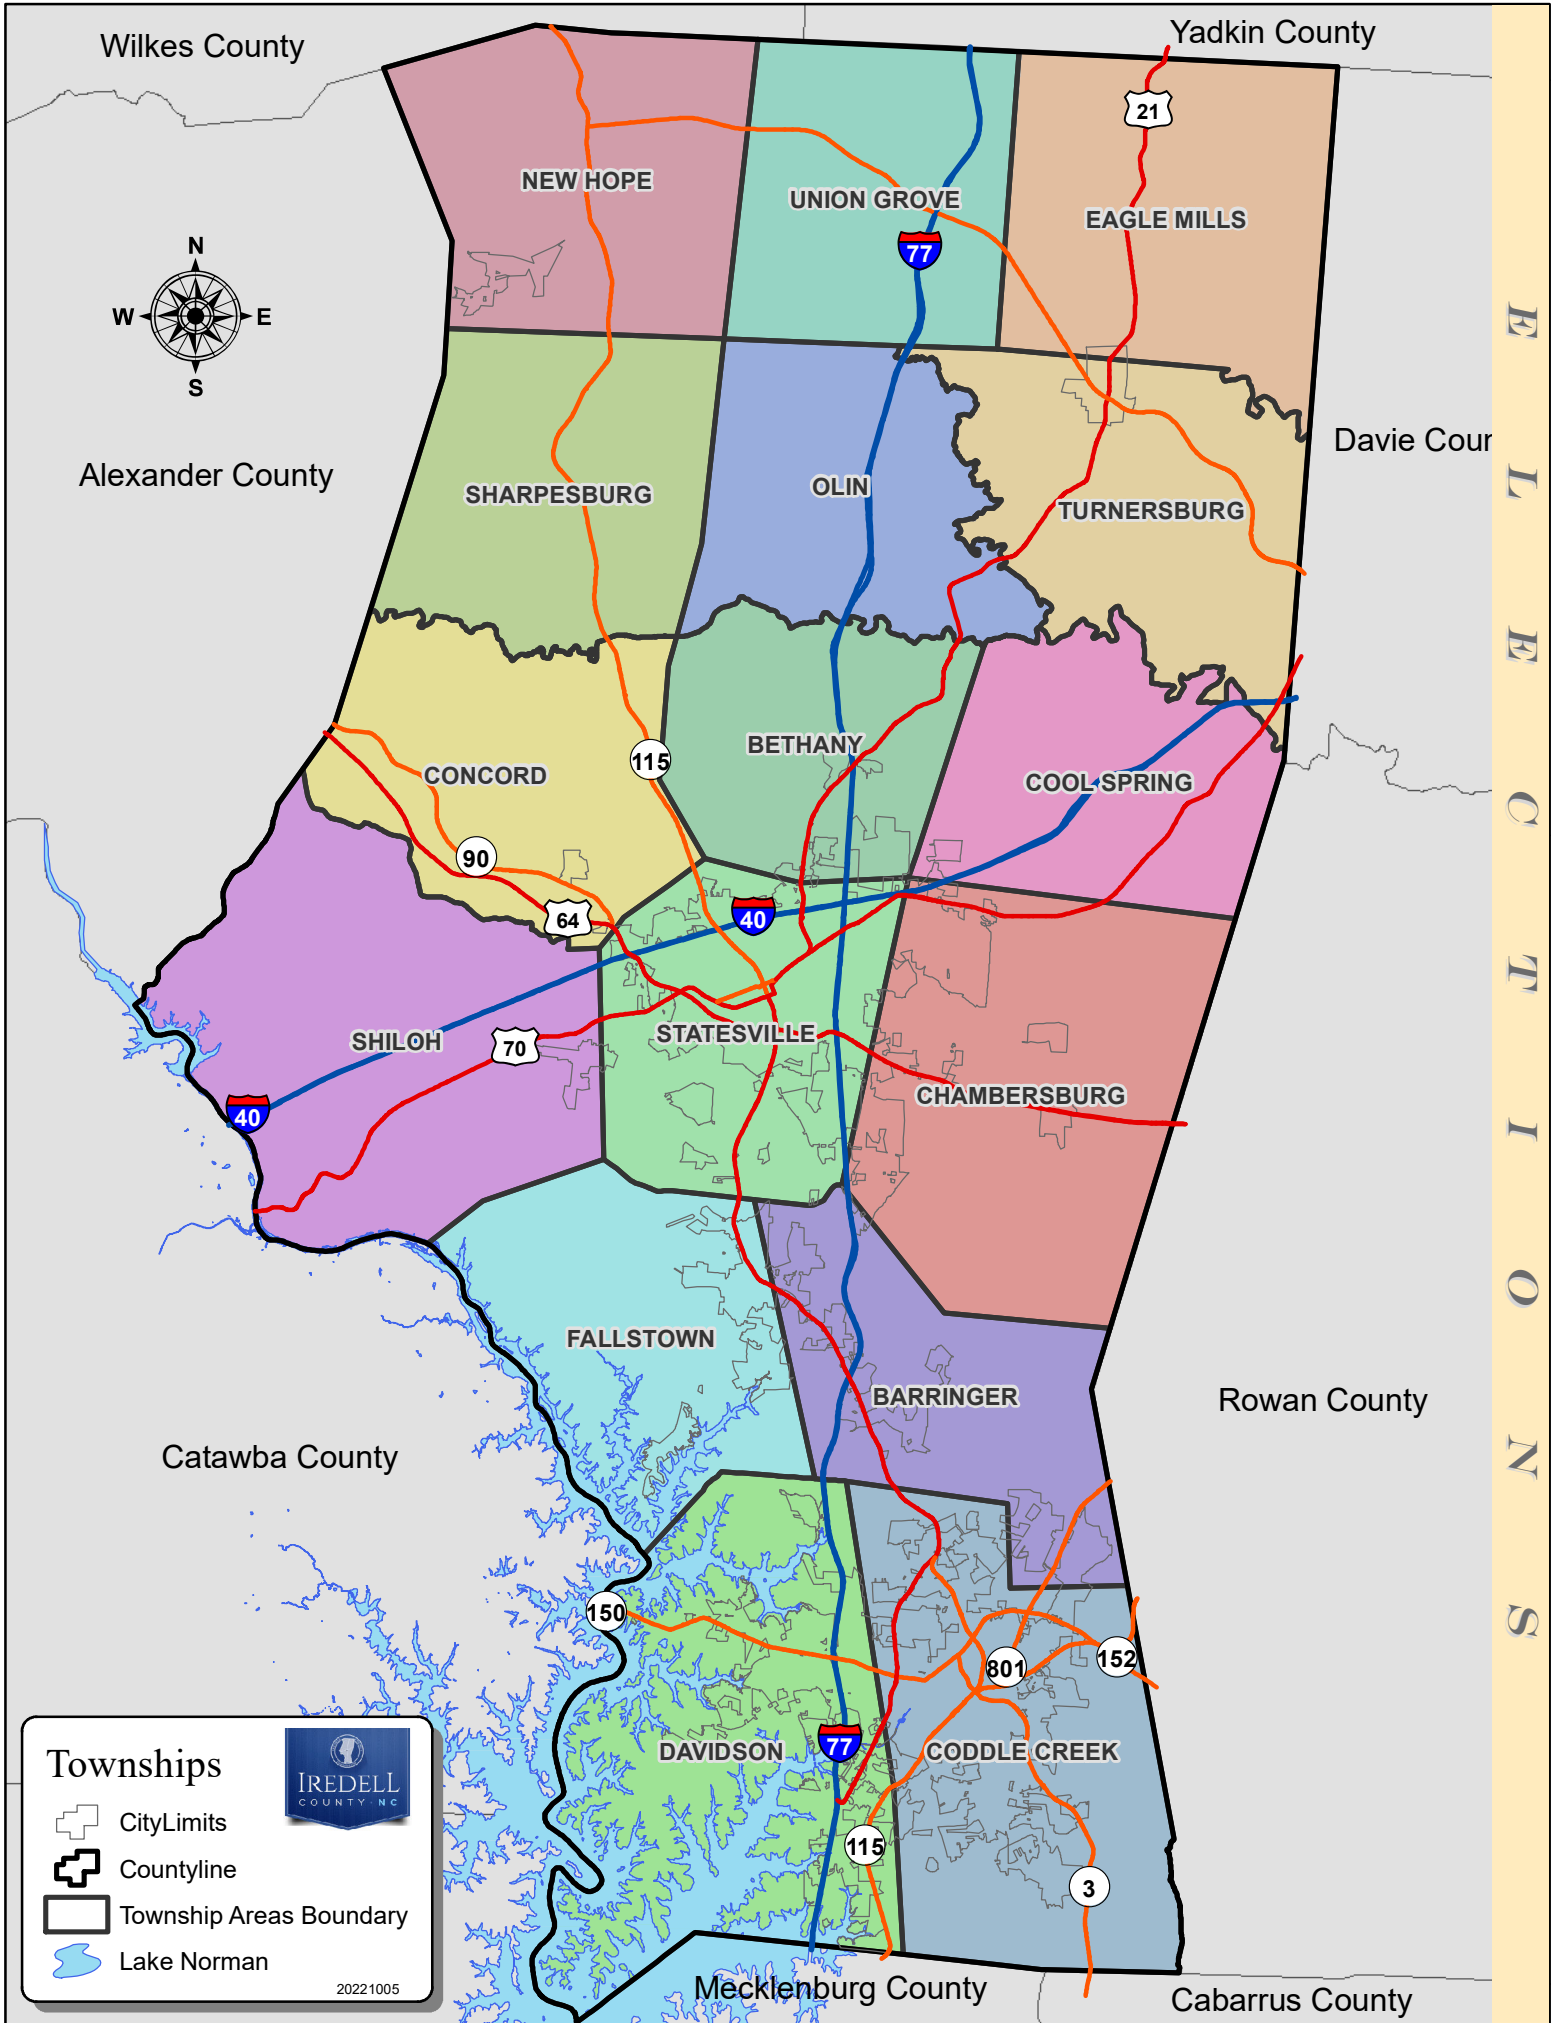 Wilkes County
Yadkin County
21
NEW HOPE
UNION GROVE
EAGLE MILLS
77
N
W
E
S
Davie Cour
Alexander County
SHARPESBURG
OLIN
TURNERSBURG
BETHANY
115
CONCORD
COOL SPRING
90
64
40
SHILOH
70
STATESVILLE
CHAMBERSBURG
40
FALLSTOWN
BARRINGER
Rowan County
Catawba County
150
801
152
DAVIDSON
77
CODDLE CREEK
115
3
Mecklenburg County
Cabarrus County
Townships
IREDELL
COUNTY NC
CityLimits
Countyline
Township Areas Boundary
Lake Norman
20221005
ELECTIONS